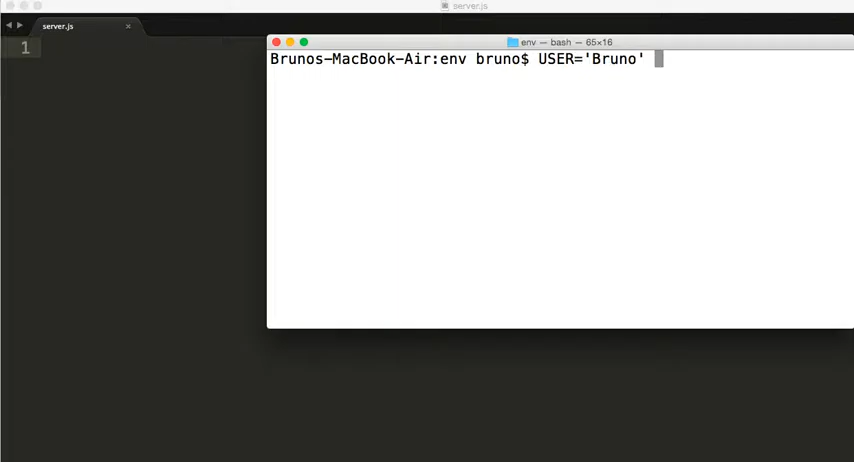 server.js
server.js ×
1
env — bash — 65×16
Brunos-MacBook-Air:env bruno$ USER='Bruno'